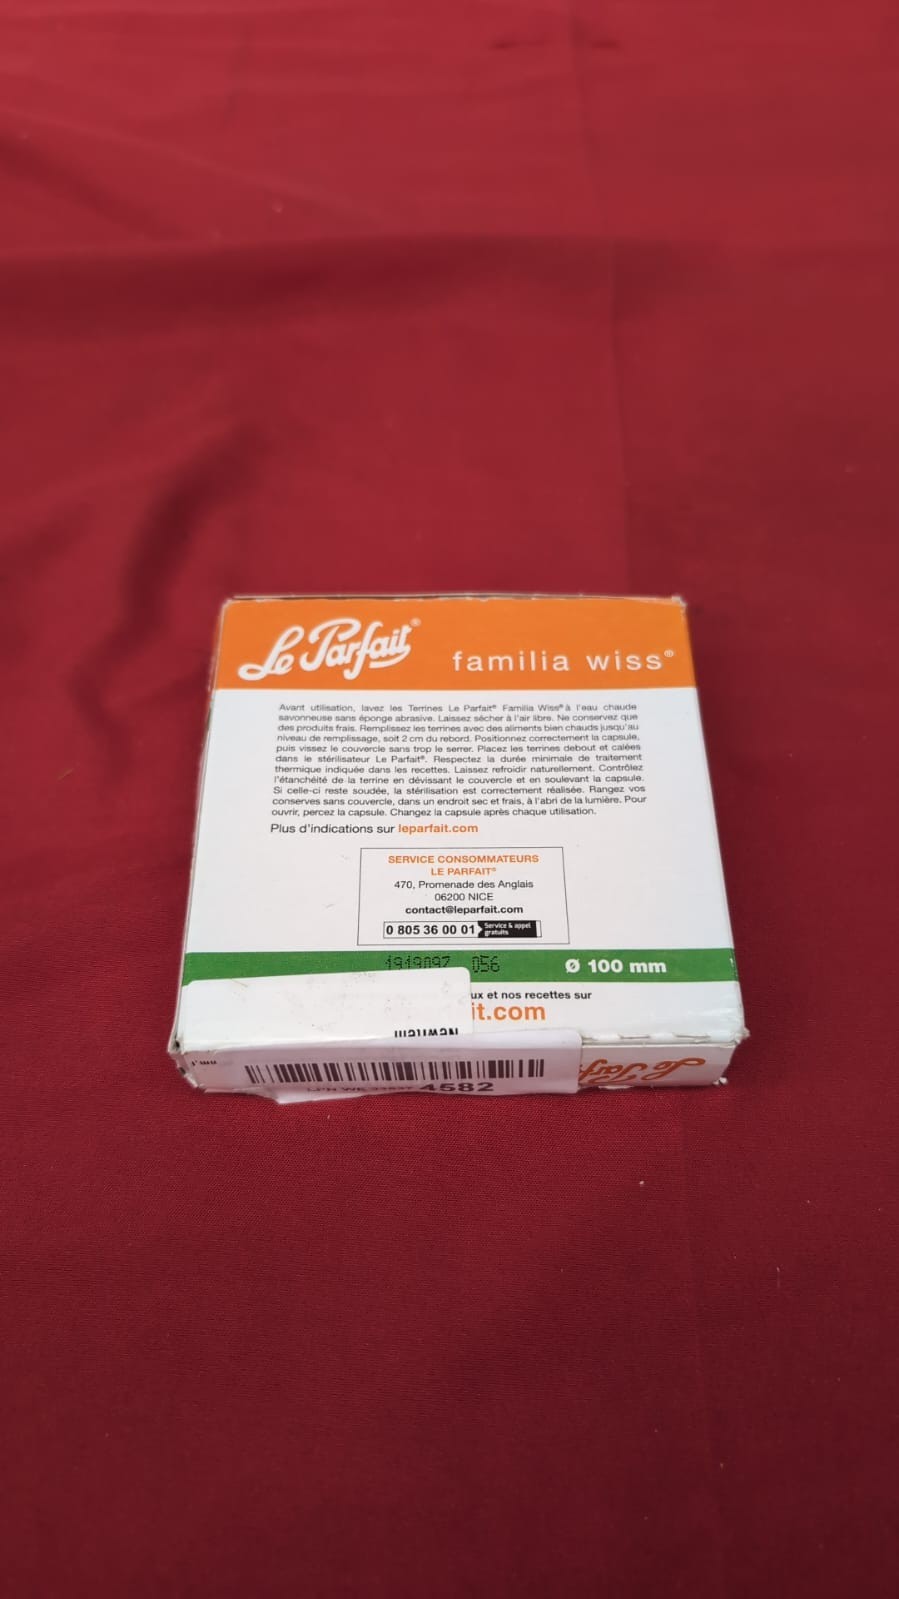 Le Parfait®
familia wiss®
Avant utilisation, lavez les Terrines Le Parfait® Familia Wiss® à l'eau chaude
savonneuse sans éponge abrasive. Laissez sécher à l'air libre. Ne conservez que
des produits frais. Remplissez les terrines avec des aliments bien chauds jusqu'au
niveau de remplissage, soit 2 cm du rebord. Positionnez correctement la capsule,
puis vissez le couvercle sans trop le serrer. Placez les terrines debout et calées
dans le stérilisateur Le Parfait®. Respectez la durée minimale de traitement
thermique indiquée dans les recettes. Laissez refroidir naturellement. Contrôlez
l'étanchéité de la terrine en dévissant le couvercle et en soulevant la capsule.
Si celle-ci reste soudée, la stérilisation est correctement réalisée. Rangez vos
conserves sans couvercle, dans un endroit sec et frais, à l'abri de la lumière. Pour
ouvrir, percez la capsule. Changez la capsule après chaque utilisation.
Plus d'indications sur leparfait.com
SERVICE CONSOMMATEURS
LE PARFAIT®
470, Promenade des Anglais
06200 NICE
contact@leparfait.com
0 805 36 00 01 Service & appel
gratuits
056 Ø 100 mm
ux et nos recettes sur
it.com
4582